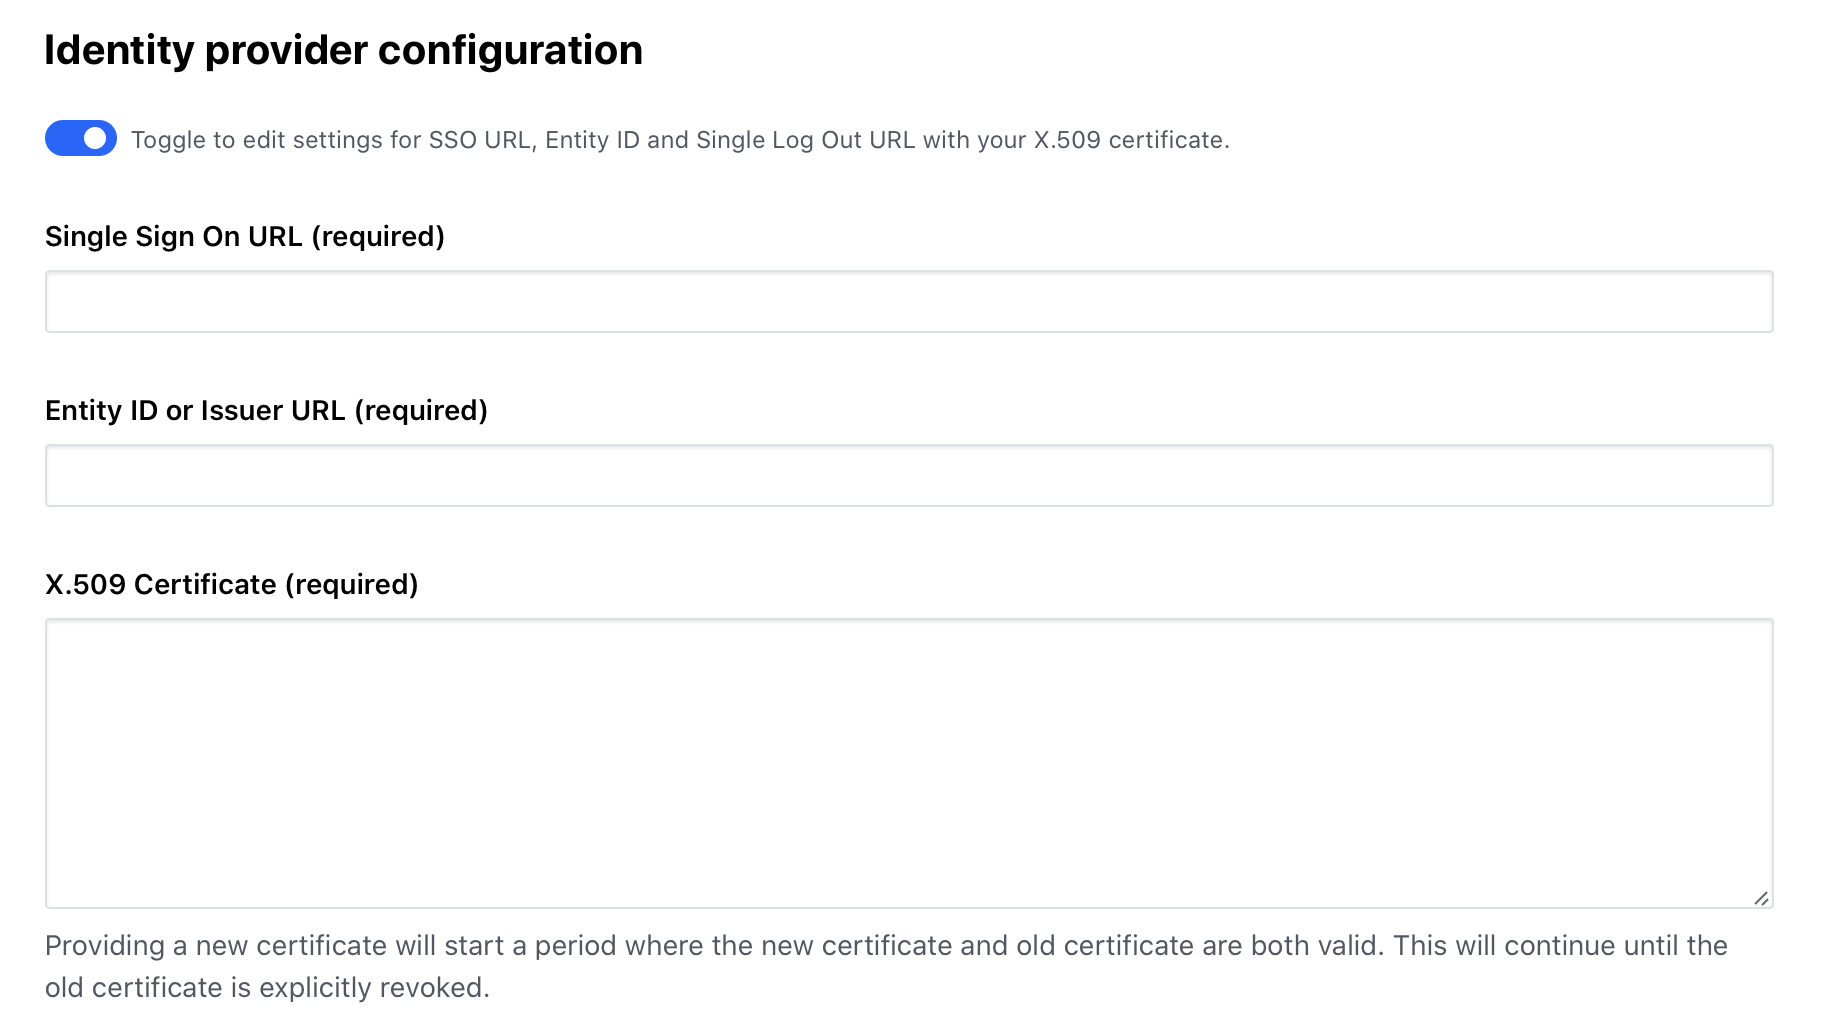 Identity provider configuration
Toggle to edit settings for SSO URL, Entity ID and Single Log Out URL with your X.509 certificate.
Single Sign On URL (required)
Entity ID or Issuer URL (required)
X.509 Certificate (required)
Providing a new certificate will start a period where the new certificate and old certificate are both valid. This will continue until the
old certificate is explicitly revoked.